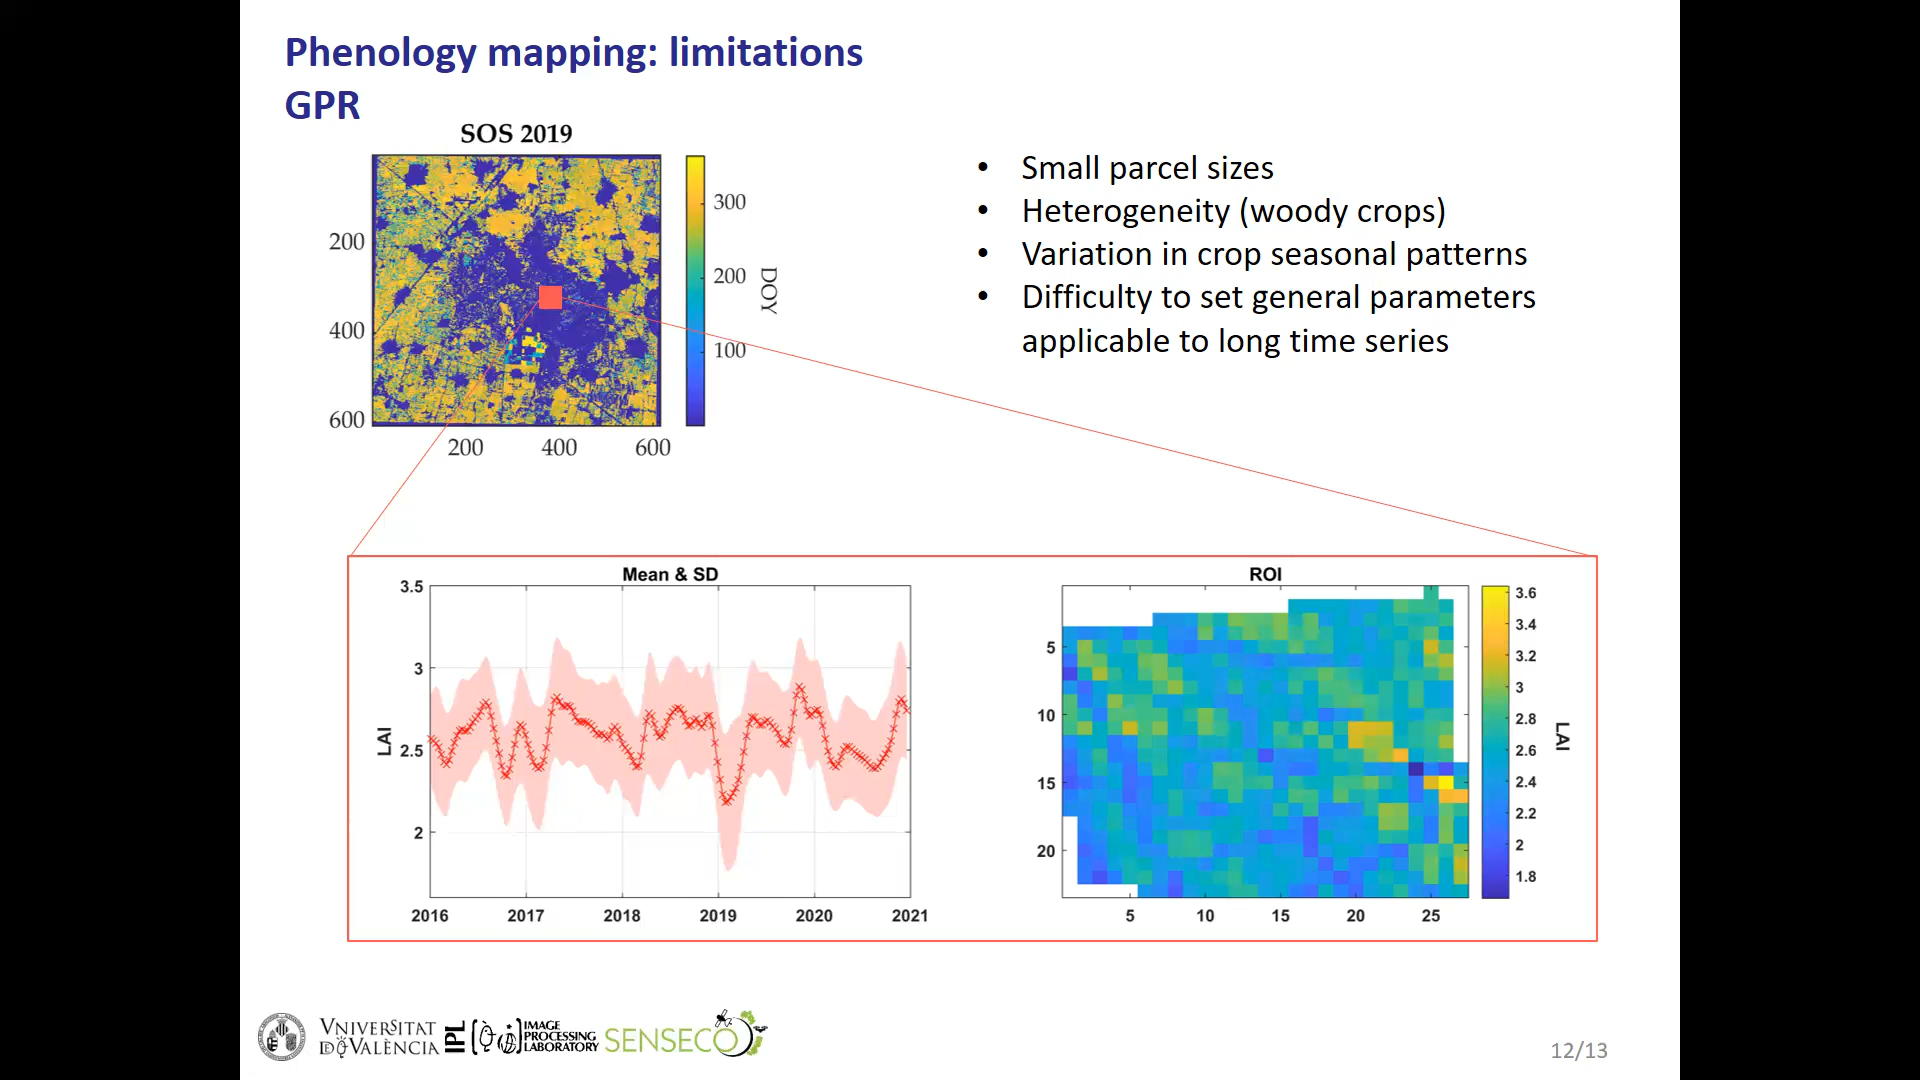 Phenology mapping: limitations
GPR
SOS 2019
200
400
600
200
400
600
300
200
100
DOY
• Small parcel sizes
• Heterogeneity (woody crops)
• Variation in crop seasonal patterns
• Difficulty to set general parameters
applicable to long time series
Mean & SD
3.5
3
2.5
2
LAI
2016
2017
2018
2019
2020
2021
ROI
5
10
15
20
5
10
15
20
25
3.6
3.4
3.2
3
2.8
2.6
2.4
2.2
2
1.8
LAI
VNIVERSITAT
DE VALÈNCIA
IPL
IMAGE
PROCESSING
LABORATORY
SENSECO
12/13